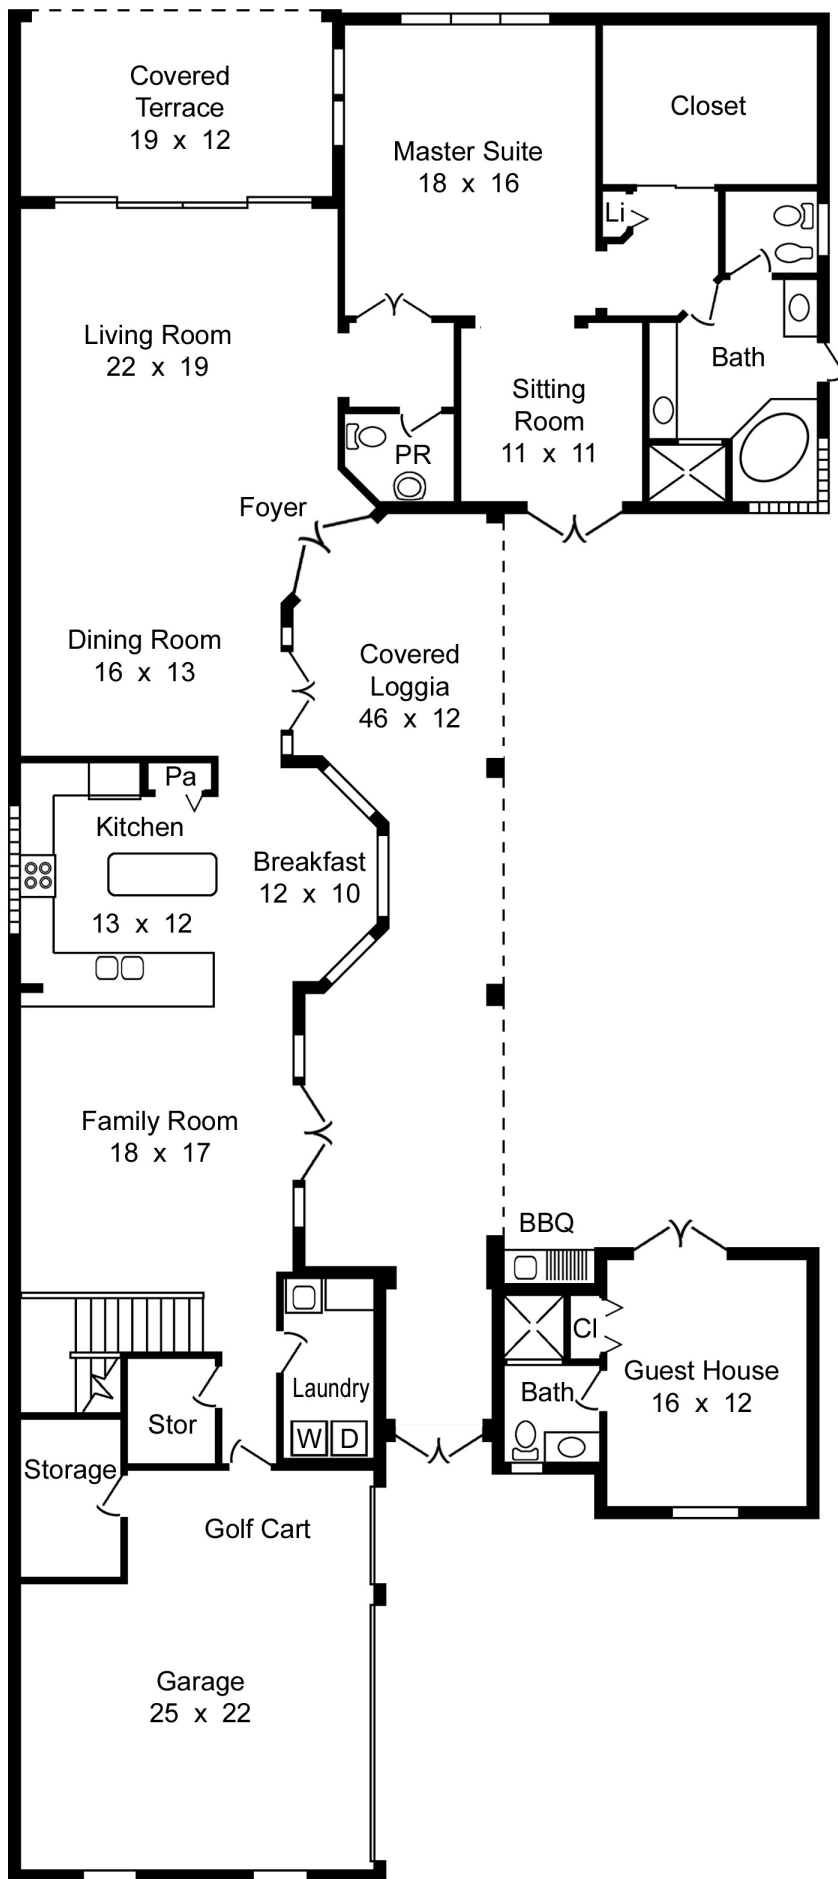 Covered
Terrace
19 x 12
Closet
Master Suite
18 x 16
Li
Living Room
22 x 19
Bath
Sitting
Room
11 x 11
PR
Foyer
Dining Room
16 x 13
Covered
Loggia
46 x 12
Pa
Kitchen
13 x 12
Breakfast
12 x 10
Family Room
18 x 17
BBQ
Cl
Guest House
16 x 12
Bath
Laundry
W D
Stor
Storage
Golf Cart
Garage
25 x 22